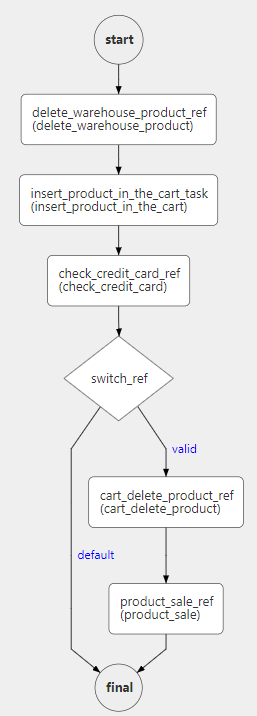 start
delete_warehouse_product_ref
(delete_warehouse_product)
insert_product_in_the_cart_task
(insert_product_in_the_cart)
check_credit_card_ref
(check_credit_card)
switch_ref
valid
cart_delete_product_ref
(cart_delete_product)
default
product_sale_ref
(product_sale)
final